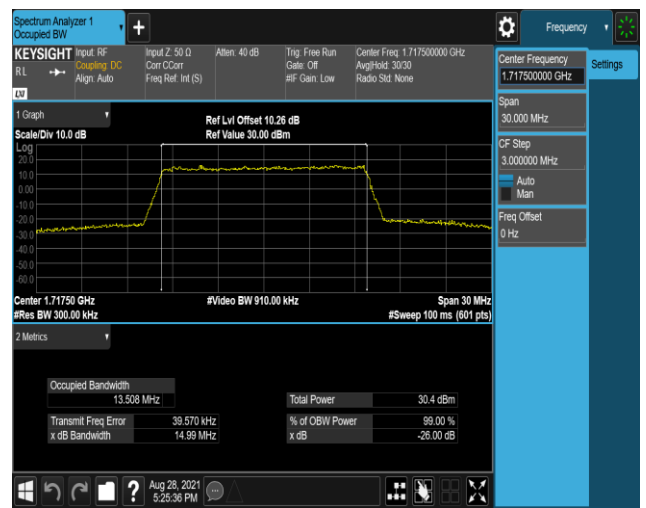 Spectrum Analyzer 1
Occupied BW
+
Frequency
KEYSIGHT Input: RF Input Z: 50 Ω Atten: 40 dB Trig: Free Run Center Freq: 1.717500000 GHz
RL Coupling: DC Corr CCorr Gate: Off Avg|Hold: 30/30
Align: Auto Freq Ref: Int (S) #IF Gain: Low Radio Std: None
LXI
Center Frequency
1.717500000 GHz
Settings
Span
30.000 MHz
CF Step
3.000000 MHz
Auto
Man
Freq Offset
0 Hz
1 Graph
Ref Lvl Offset 10.26 dB
Scale/Div 10.0 dB Ref Value 30.00 dBm
Log
20.0
10.0
0.00
-10.0
-20.0
-30.0
-40.0
-50.0
-60.0
Center 1.71750 GHz #Video BW 910.00 kHz Span 30 MHz
#Res BW 300.00 kHz #Sweep 100 ms (601 pts)
2 Metrics
Occupied Bandwidth
13.508 MHz Total Power 30.4 dBm
Transmit Freq Error 39.570 kHz % of OBW Power 99.00 %
x dB Bandwidth 14.99 MHz x dB -26.00 dB
? Aug 28, 2021
5:25:36 PM